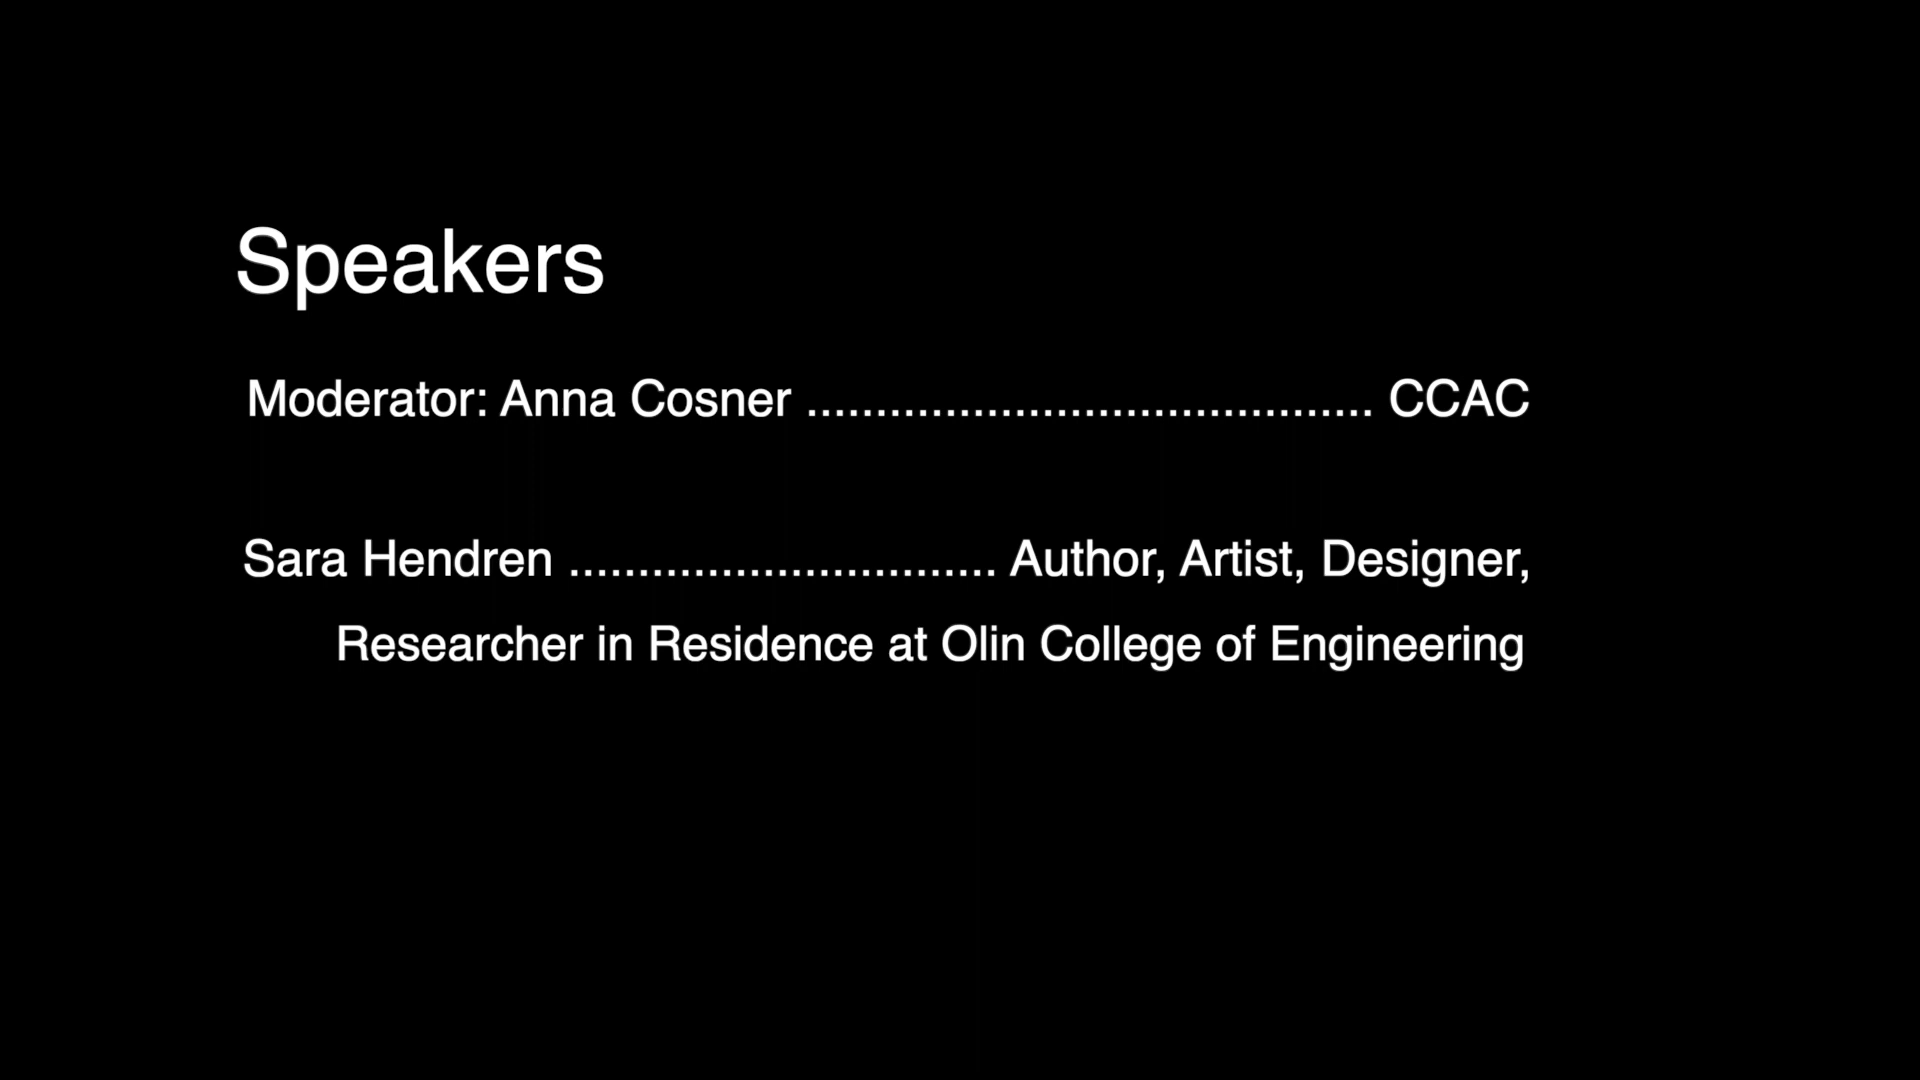 Speakers
Moderator: Anna Cosner ......................................... CCAC
Sara Hendren ............................... Author, Artist, Designer,
Researcher in Residence at Olin College of Engineering